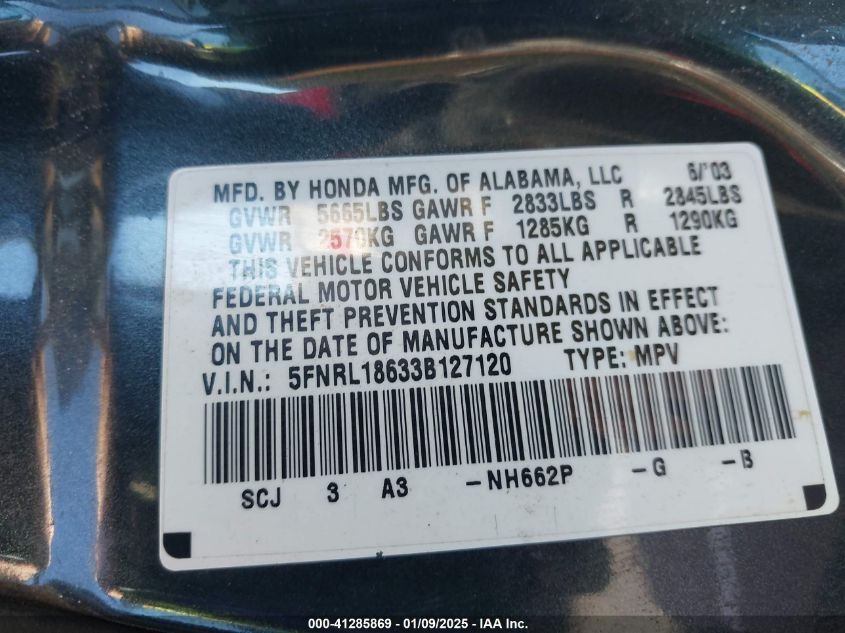 MFD. BY HONDA MFG. OF ALABAMA, LLC 6/'03
GVWR 5665LBS GAWR F 2833LBS R 2845LBS
GVWR 2570KG GAWR F 1285KG R 1290KG
THIS VEHICLE CONFORMS TO ALL APPLICABLE
FEDERAL MOTOR VEHICLE SAFETY
AND THEFT PREVENTION STANDARDS IN EFFECT
ON THE DATE OF MANUFACTURE SHOWN ABOVE:
V.I.N.: 5FNRL18633B127120 TYPE: MPV
SCJ 3 A3 -NH662P -G -B
000-41285869 - 01/09/2025 - IAA Inc.